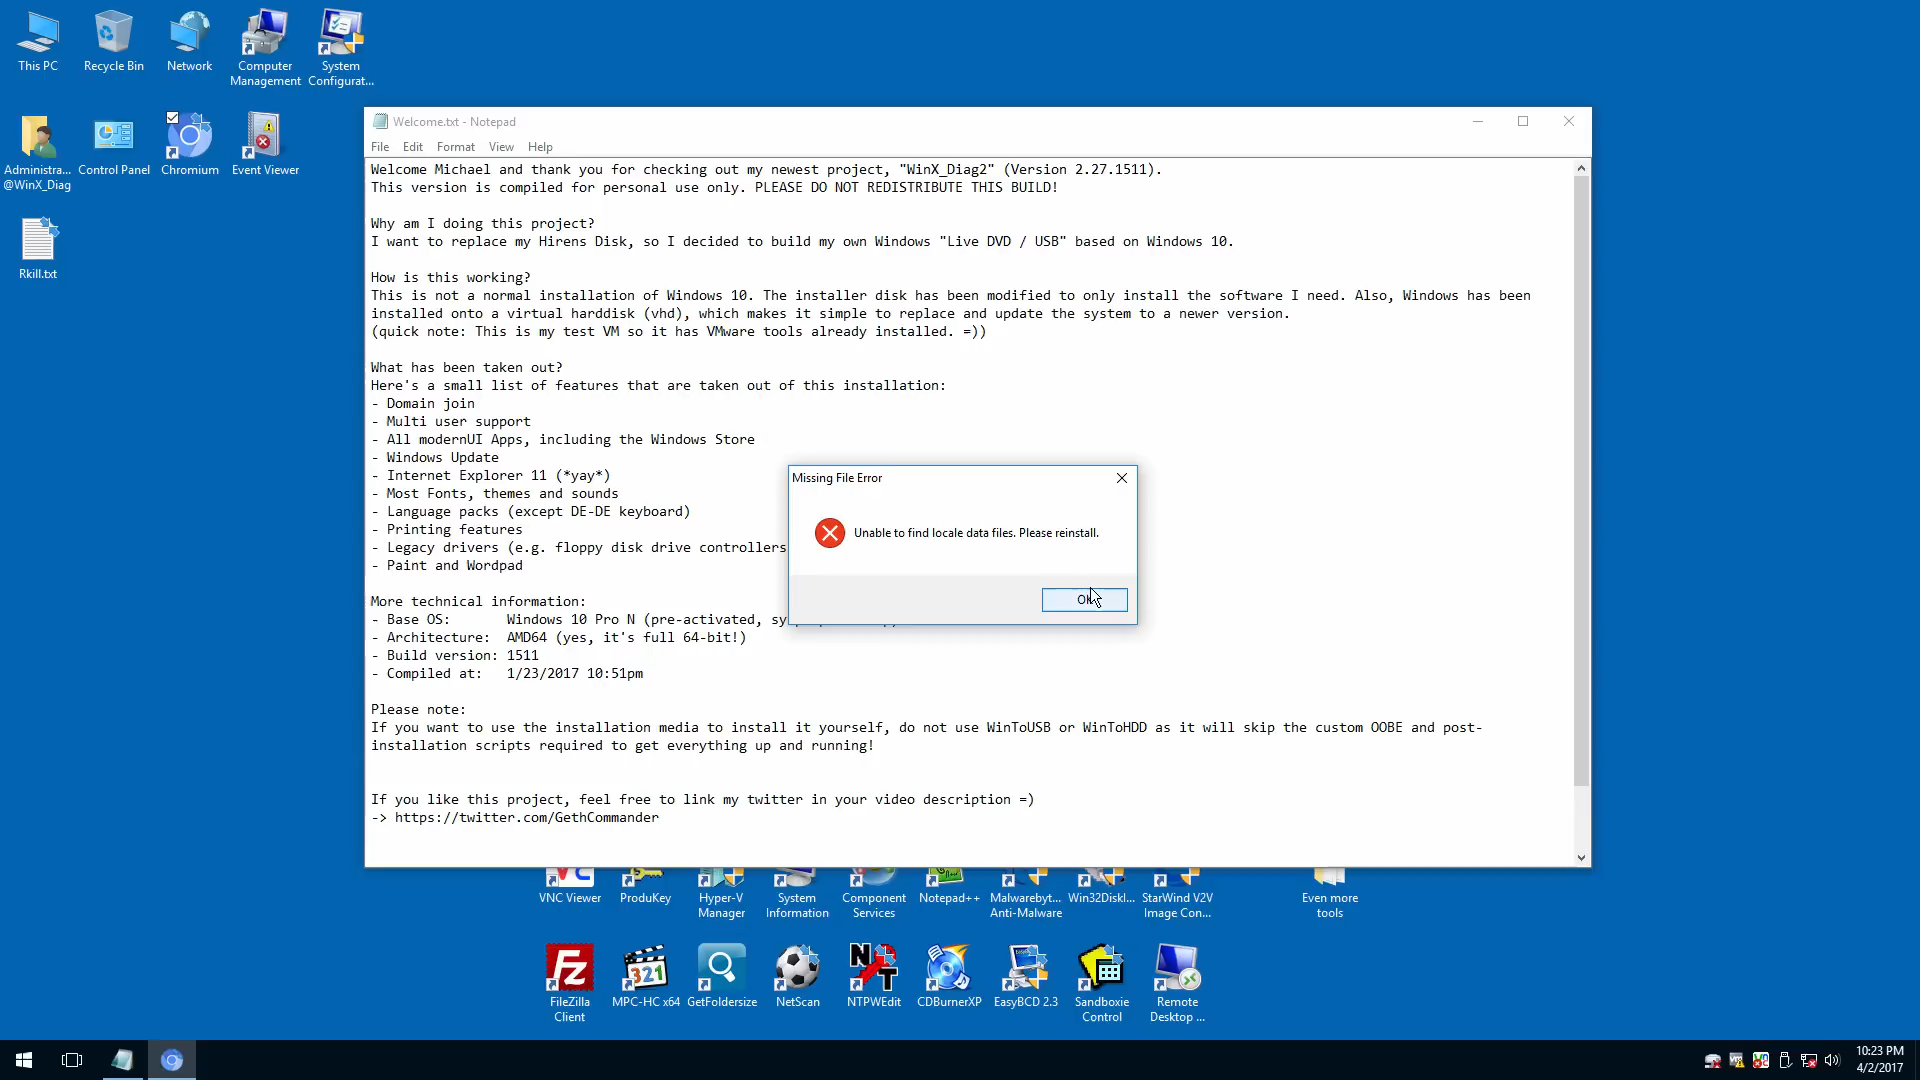 This PC
Recycle Bin
Network
Computer
Management
System
Configurat...
Administra...
@WinX_Diag
Control Panel
Chromium
Event Viewer
Rkill.txt
Welcome.txt - Notepad
File Edit Format View Help
Welcome Michael and thank you for checking out my newest project, "WinX_Diag2" (Version 2.27.1511).
This version is compiled for personal use only. PLEASE DO NOT REDISTRIBUTE THIS BUILD!
Why am I doing this project?
I want to replace my Hirens Disk, so I decided to build my own Windows "Live DVD / USB" based on Windows 10.
How is this working?
This is not a normal installation of Windows 10. The installer disk has been modified to only install the software I need. Also, Windows has been
installed onto a virtual harddisk (vhd), which makes it simple to replace and update the system to a newer version.
(quick note: This is my test VM so it has VMware tools already installed. =))
What has been taken out?
Here's a small list of features that are taken out of this installation:
- Domain join
- Multi user support
- All modernUI Apps, including the Windows Store
- Windows Update
- Internet Explorer 11 (*yay*)
- Most Fonts, themes and sounds
- Language packs (except DE-DE keyboard)
- Printing features
- Legacy drivers (e.g. floppy disk drive controllers
- Paint and Wordpad
More technical information:
- Base OS: Windows 10 Pro N (pre-activated,
- Architecture: AMD64 (yes, it's full 64-bit!)
- Build version: 1511
- Compiled at: 1/23/2017 10:51pm
Please note:
If you want to use the installation media to install it yourself, do not use WinToUSB or WinToHDD as it will skip the custom OOBE and post-
installation scripts required to get everything up and running!
If you like this project, feel free to link my twitter in your video description =)
-> https://twitter.com/GethCommander
Missing File Error
Unable to find locale data files. Please reinstall.
OK
VNC Viewer
ProduKey
Hyper-V
Manager
System
Information
Component
Services
Notepad++
Malwarebyt...
Anti-Malware
Win32DiskI...
StarWind V2V
Image Con...
Even more
tools
FileZilla
Client
MPC-HC x64
GetFoldersize
NetScan
NTPWEdit
CDBurnerXP
EasyBCD 2.3
Sandboxie
Control
Remote
Desktop ...
10:23 PM
4/2/2017